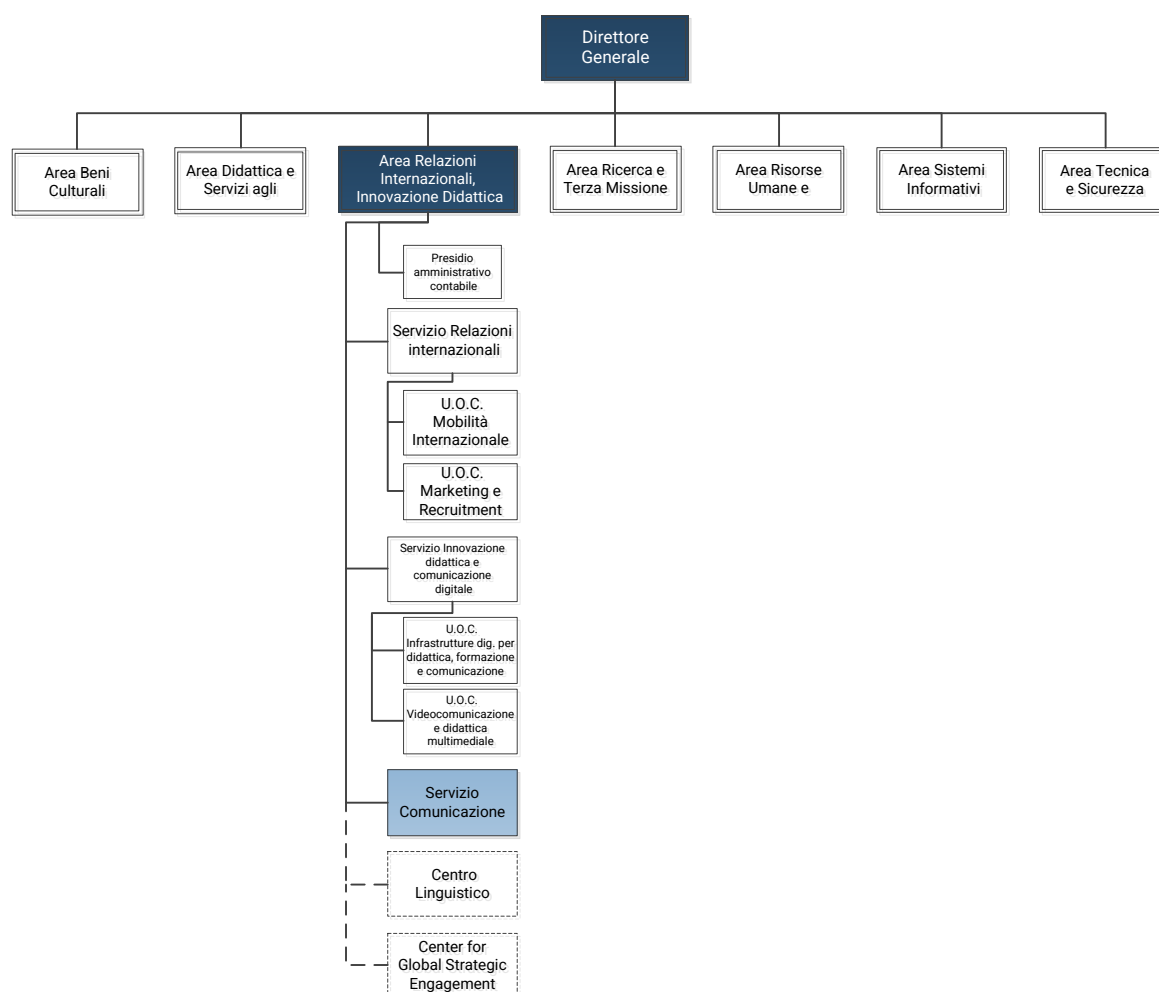 Direttore
Generale
Area Beni
Culturali
Area Didattica e
Servizi agli
Area Relazioni
Internazionali,
Innovazione Didattica
Area Ricerca e
Terza Missione
Area Risorse
Umane e
Area Sistemi
Informativi
Area Tecnica
e Sicurezza
Presidio
amministrativo
contabile
Servizio Relazioni
internazionali
U.O.C.
Mobilità
Internazionale
U.O.C.
Marketing e
Recruitment
Servizio Innovazione
didattica e
comunicazione
digitale
U.O.C.
Infrastrutture dig. per
didattica, formazione
e comunicazione
U.O.C.
Videocomunicazione
e didattica
multimediale
Servizio
Comunicazione
Centro
Linguistico
Center for
Global Strategic
Engagement